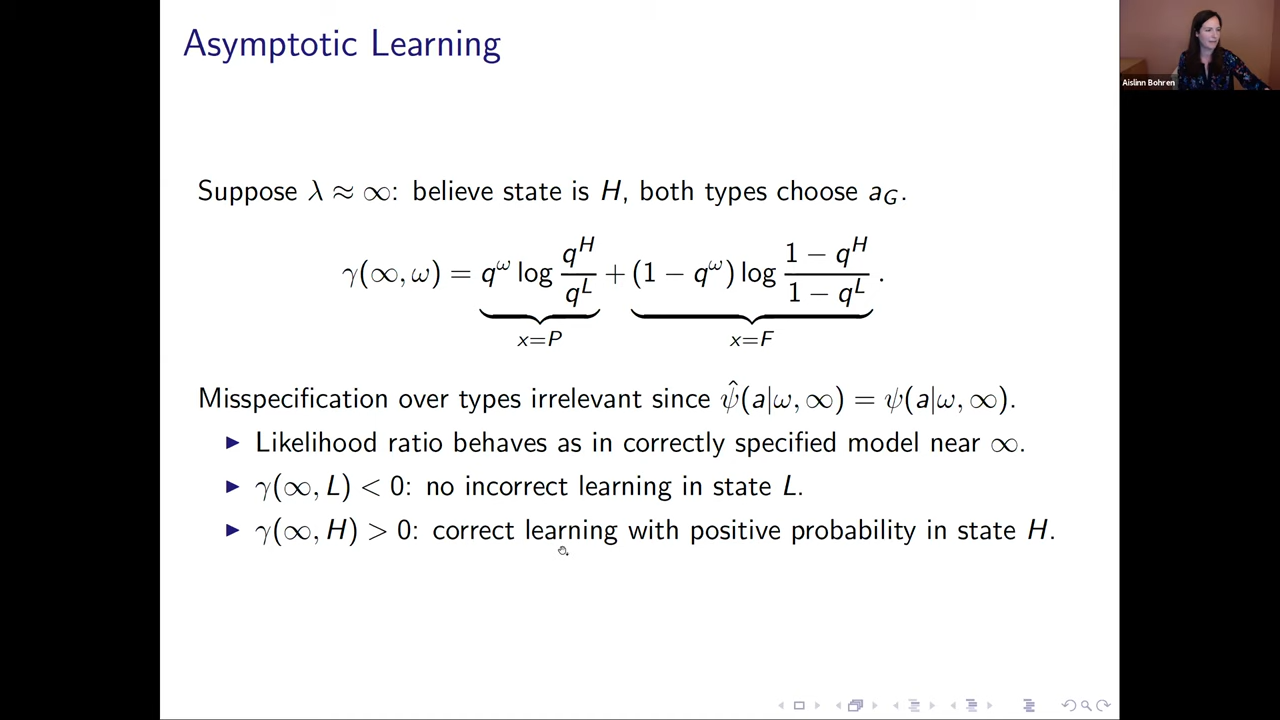 Asymptotic Learning
Aislinn Bohren
Suppose λ ≈ ∞: believe state is H, both types choose a_G.
γ(∞, ω) = q^ω log q^H / q^L + (1 − q^ω) log 1 − q^H / 1 − q^L .
x=P x=F
Misspecification over types irrelevant since ψ̂(a|ω, ∞) = ψ(a|ω, ∞).
▶ Likelihood ratio behaves as in correctly specified model near ∞.
▶ γ(∞, L) < 0: no incorrect learning in state L.
▶ γ(∞, H) > 0: correct learning with positive probability in state H.